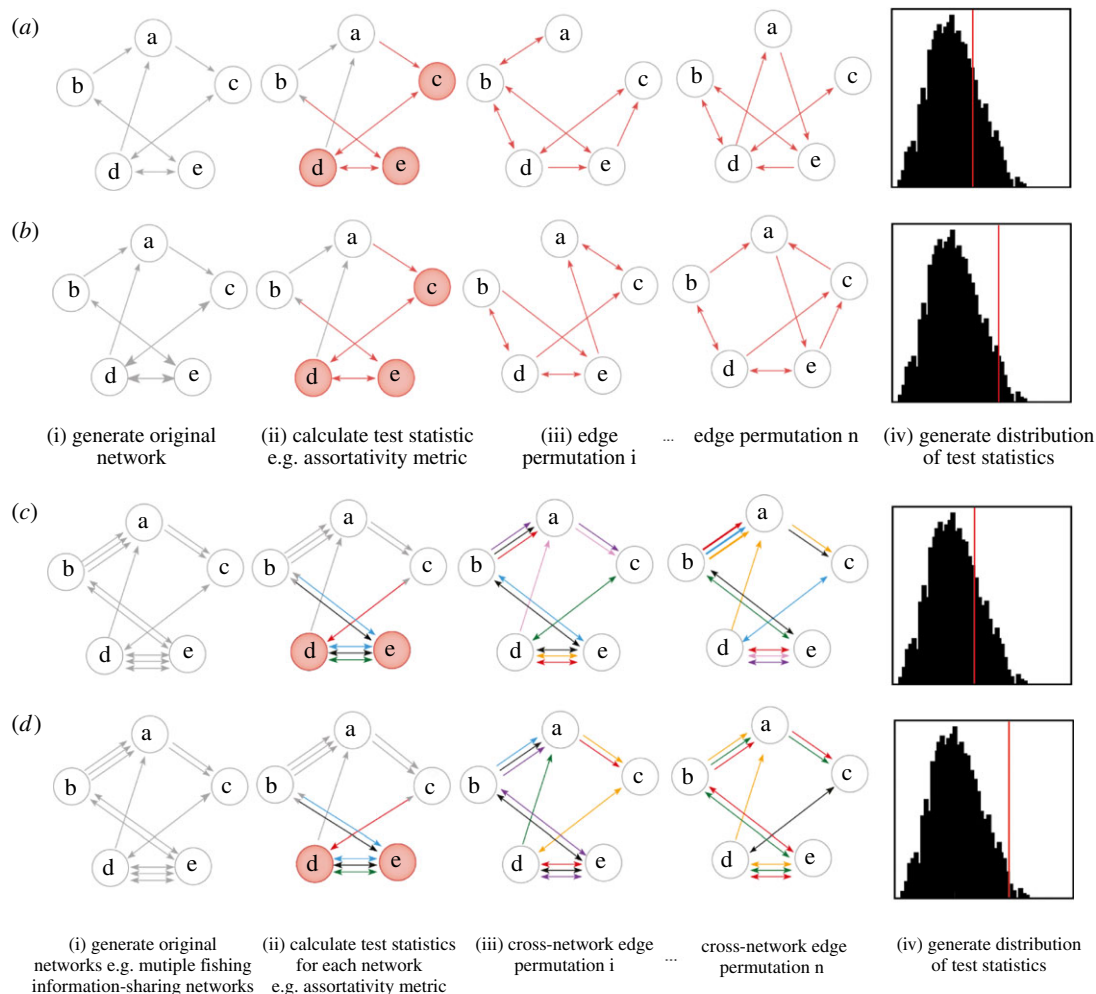 (a)
a
b
c
d
e
a
b
c
d
e
a
b
c
d
e
a
b
c
d
e
(b)
a
b
c
d
e
a
b
c
d
e
a
b
c
d
e
a
b
c
d
e
(i) generate original
network
(ii) calculate test statistic
e.g. assortativity metric
(iii) edge
permutation i
...
edge permutation n
(iv) generate distribution
of test statistics
(c)
a
b
c
d
e
a
b
c
d
e
a
b
c
d
e
a
b
c
d
e
(d)
a
b
c
d
e
a
b
c
d
e
a
b
c
d
e
a
b
c
d
e
(i) generate original
networks e.g. mutiple fishing
information-sharing networks
(ii) calculate test statistics
for each network
e.g. assortativity metric
(iii) cross-network edge
permutation i
...
cross-network edge
permutation n
(iv) generate distribution
of test statistics